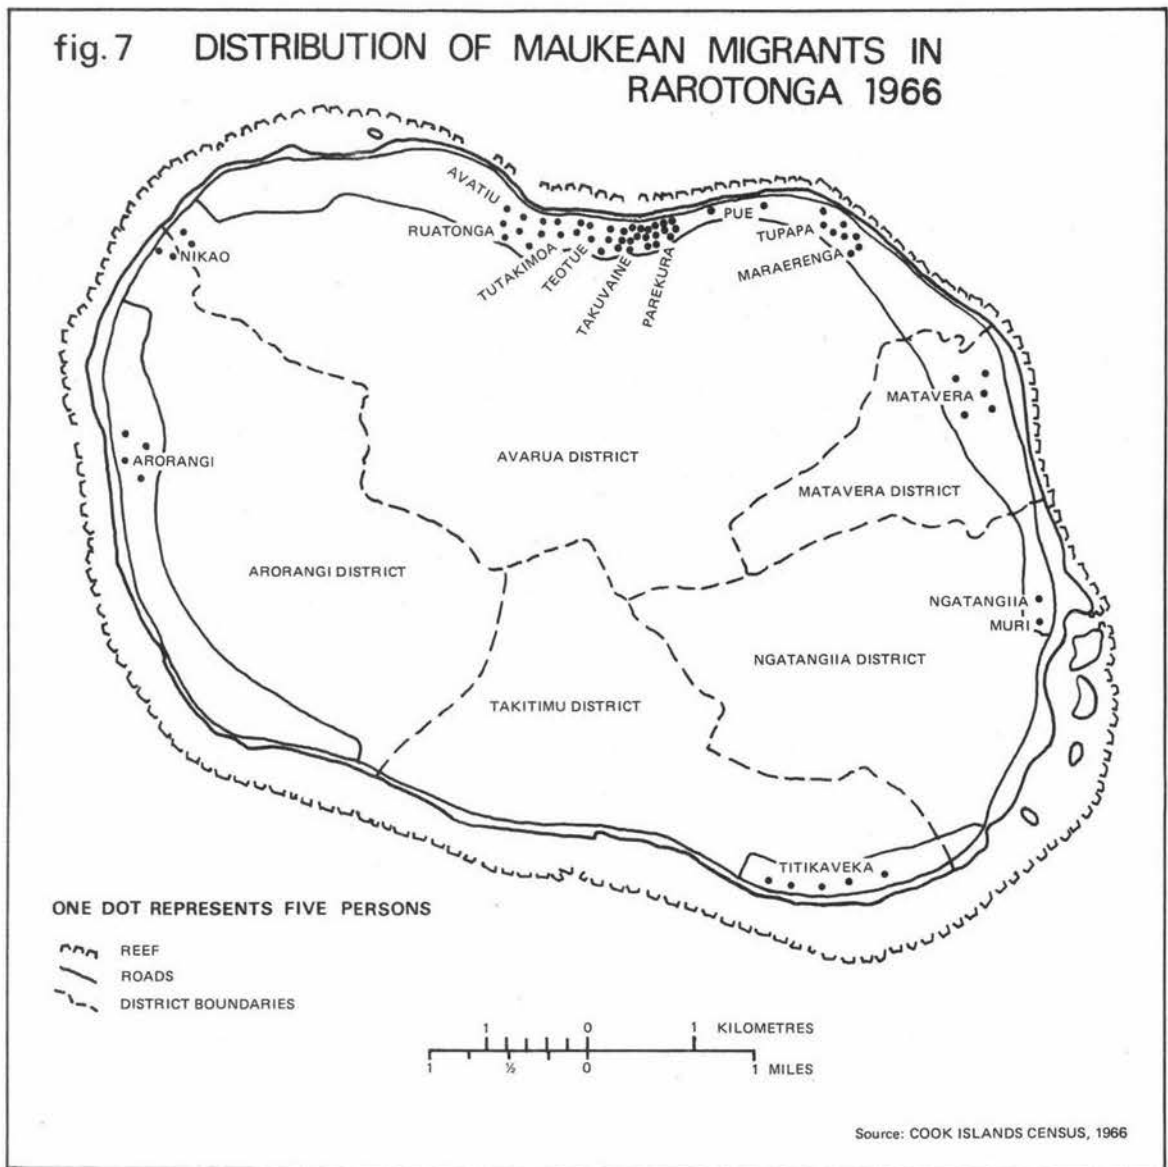 fig.7 DISTRIBUTION OF MAUKEAN MIGRANTS IN
RAROTONGA 1966
AVATIU
RUATONGA
TUTAKIMOA
TEOTUE
TAKUVAINE
PAREKURA
PUE
TUPAPA
MARAERENGA
NIKAO
MATAVERA
ARORANGI
AVARUA DISTRICT
MATAVERA DISTRICT
ARORANGI DISTRICT
NGATANGIIA
MURI
NGATANGIIA DISTRICT
TAKITIMU DISTRICT
TITIKAVEKA
ONE DOT REPRESENTS FIVE PERSONS
REEF
ROADS
DISTRICT BOUNDARIES
1 0 1 KILOMETRES
1 ½ 0 1 MILES
Source: COOK ISLANDS CENSUS, 1966